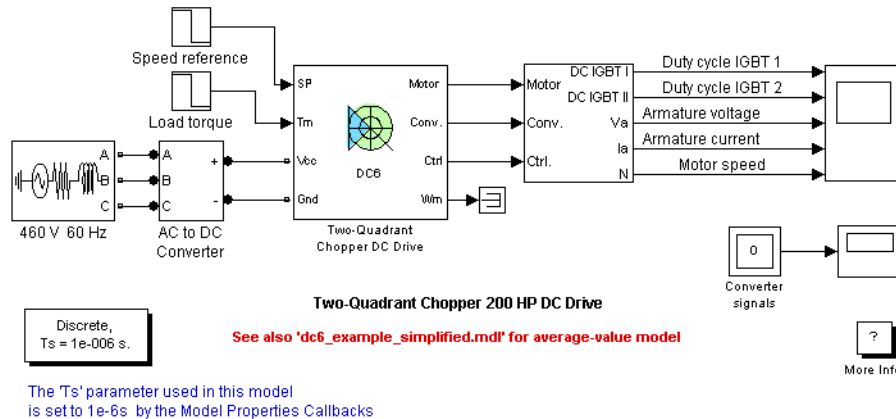 Speed reference
Load torque
A
B
C
460 V 60 Hz
A
B
C
+
-
AC to DC
Converter
SP
Tm
Vcc
Gnd
Motor
Conv.
Ctrl
Wm
DC6
Two-Quadrant
Chopper DC Drive
Motor
Conv.
Ctrl.
DC IGBT I
DC IGBT II
Va
Ia
N
Duty cycle IGBT 1
Duty cycle IGBT 2
Armature voltage
Armature current
Motor speed
0
Converter
signals
Two-Quadrant Chopper 200 HP DC Drive
See also 'dc6_example_simplified.mdl' for average-value model
Discrete,
Ts = 1e-006 s.
?
More Info
The 'Ts' parameter used in this model
is set to 1e-6s by the Model Properties Callbacks